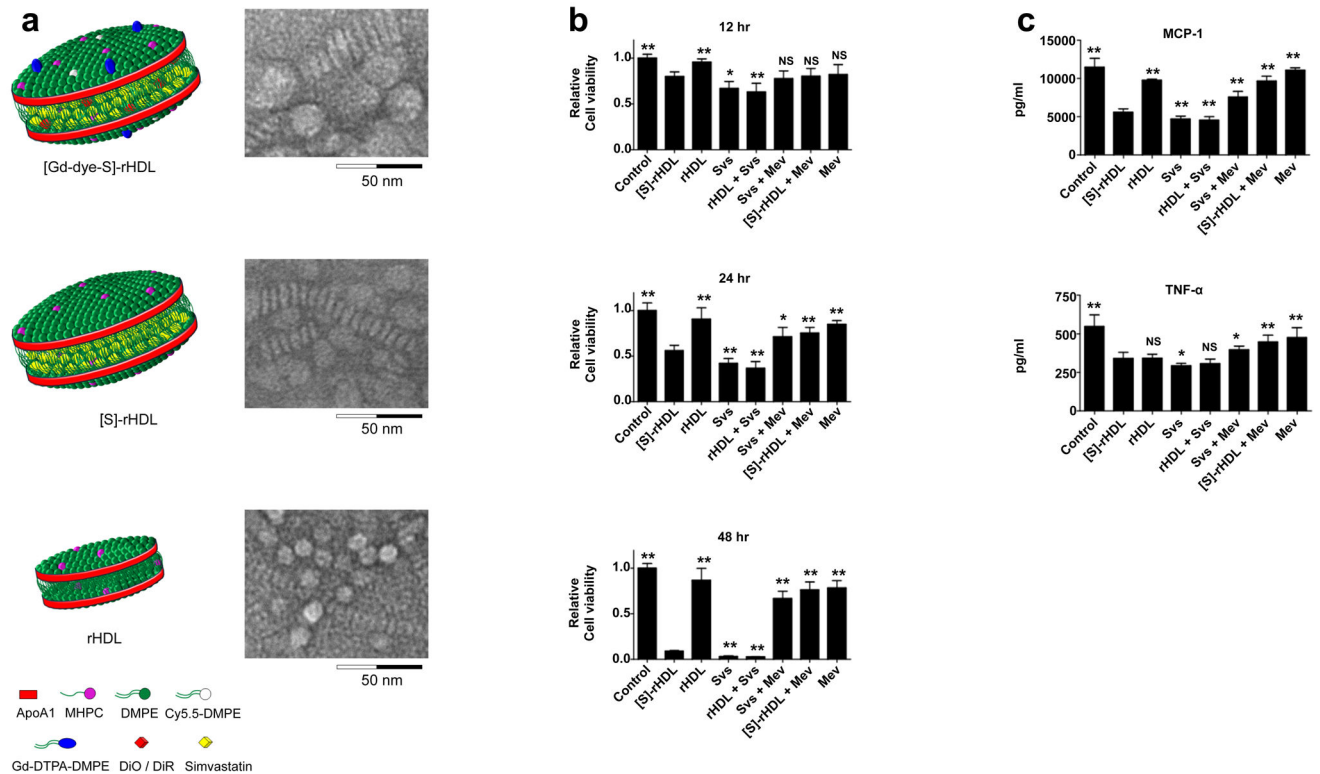 a
[Gd-dye-S]-rHDL
50 nm
[S]-rHDL
50 nm
rHDL
50 nm
ApoA1 MHPC DMPE Cy5.5-DMPE
Gd-DTPA-DMPE DiO / DiR Simvastatin
b
12 hr
Relative
Cell viability
1.0
0.5
0.0
** ** * ** NS NS NS
Control
[S]-rHDL
rHDL
Svs
rHDL + Svs
Svs + Mev
[S]-rHDL + Mev
Mev
24 hr
Relative
Cell viability
1.0
0.5
0.0
** ** ** ** * ** **
Control
[S]-rHDL
rHDL
Svs
rHDL + Svs
Svs + Mev
[S]-rHDL + Mev
Mev
48 hr
Relative
Cell viability
1.0
0.5
0.0
** ** ** ** ** ** **
Control
[S]-rHDL
rHDL
Svs
rHDL + Svs
Svs + Mev
[S]-rHDL + Mev
Mev
c
MCP-1
pg/ml
15000
10000
5000
0
** ** ** ** ** ** **
Control
[S]-rHDL
rHDL
Svs
rHDL + Svs
Svs + Mev
[S]-rHDL + Mev
Mev
TNF-α
pg/ml
750
500
250
0
** NS * NS * ** **
Control
[S]-rHDL
rHDL
Svs
rHDL + Svs
Svs + Mev
[S]-rHDL + Mev
Mev